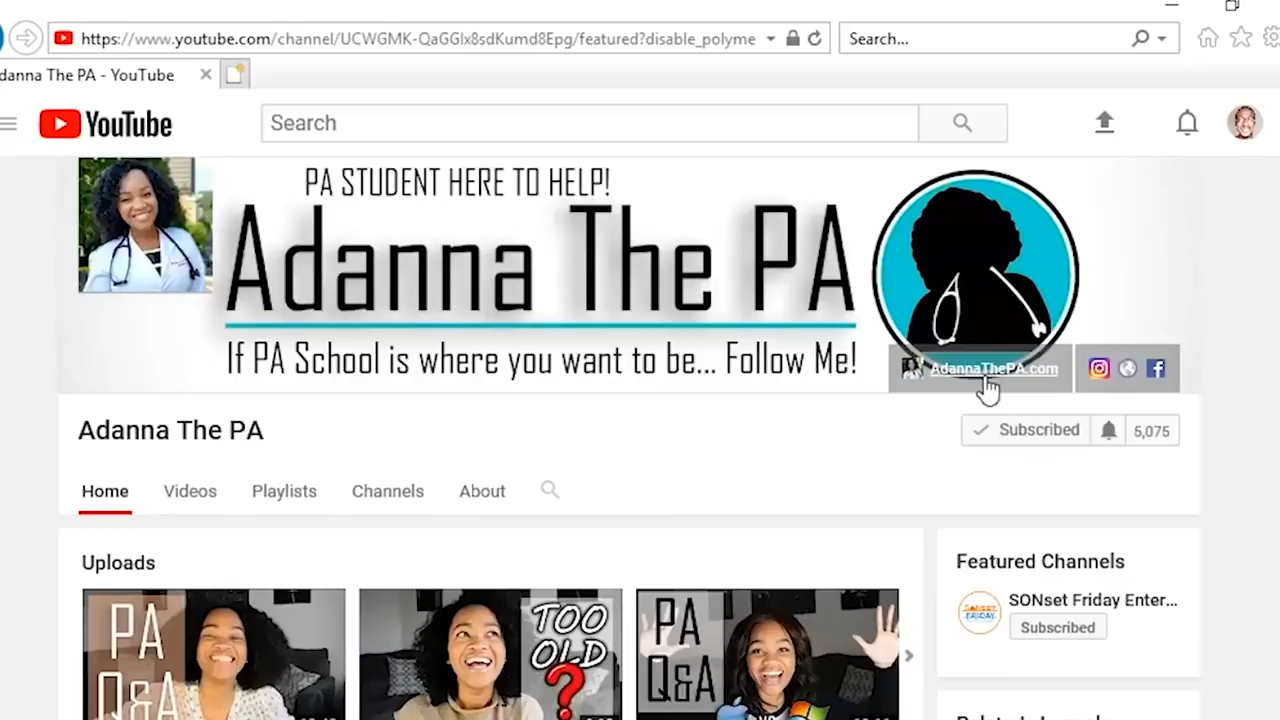 https://www.youtube.com/channel/UCWGMK-QaGGlx8sdKumd8Epg/featured?disable_polyme
Search...
danna The PA - YouTube
YouTube
Search
PA STUDENT HERE TO HELP!
Adanna The PA
If PA School is where you want to be... Follow Me!
AdannaThePA.com
Adanna The PA
Subscribed
5,075
Home
Videos
Playlists
Channels
About
Uploads
Featured Channels
SONset Friday Enter...
Subscribed
SONSET
FRIDAY
PA
Q&A
TOO
OLD
?
PA
Q&A